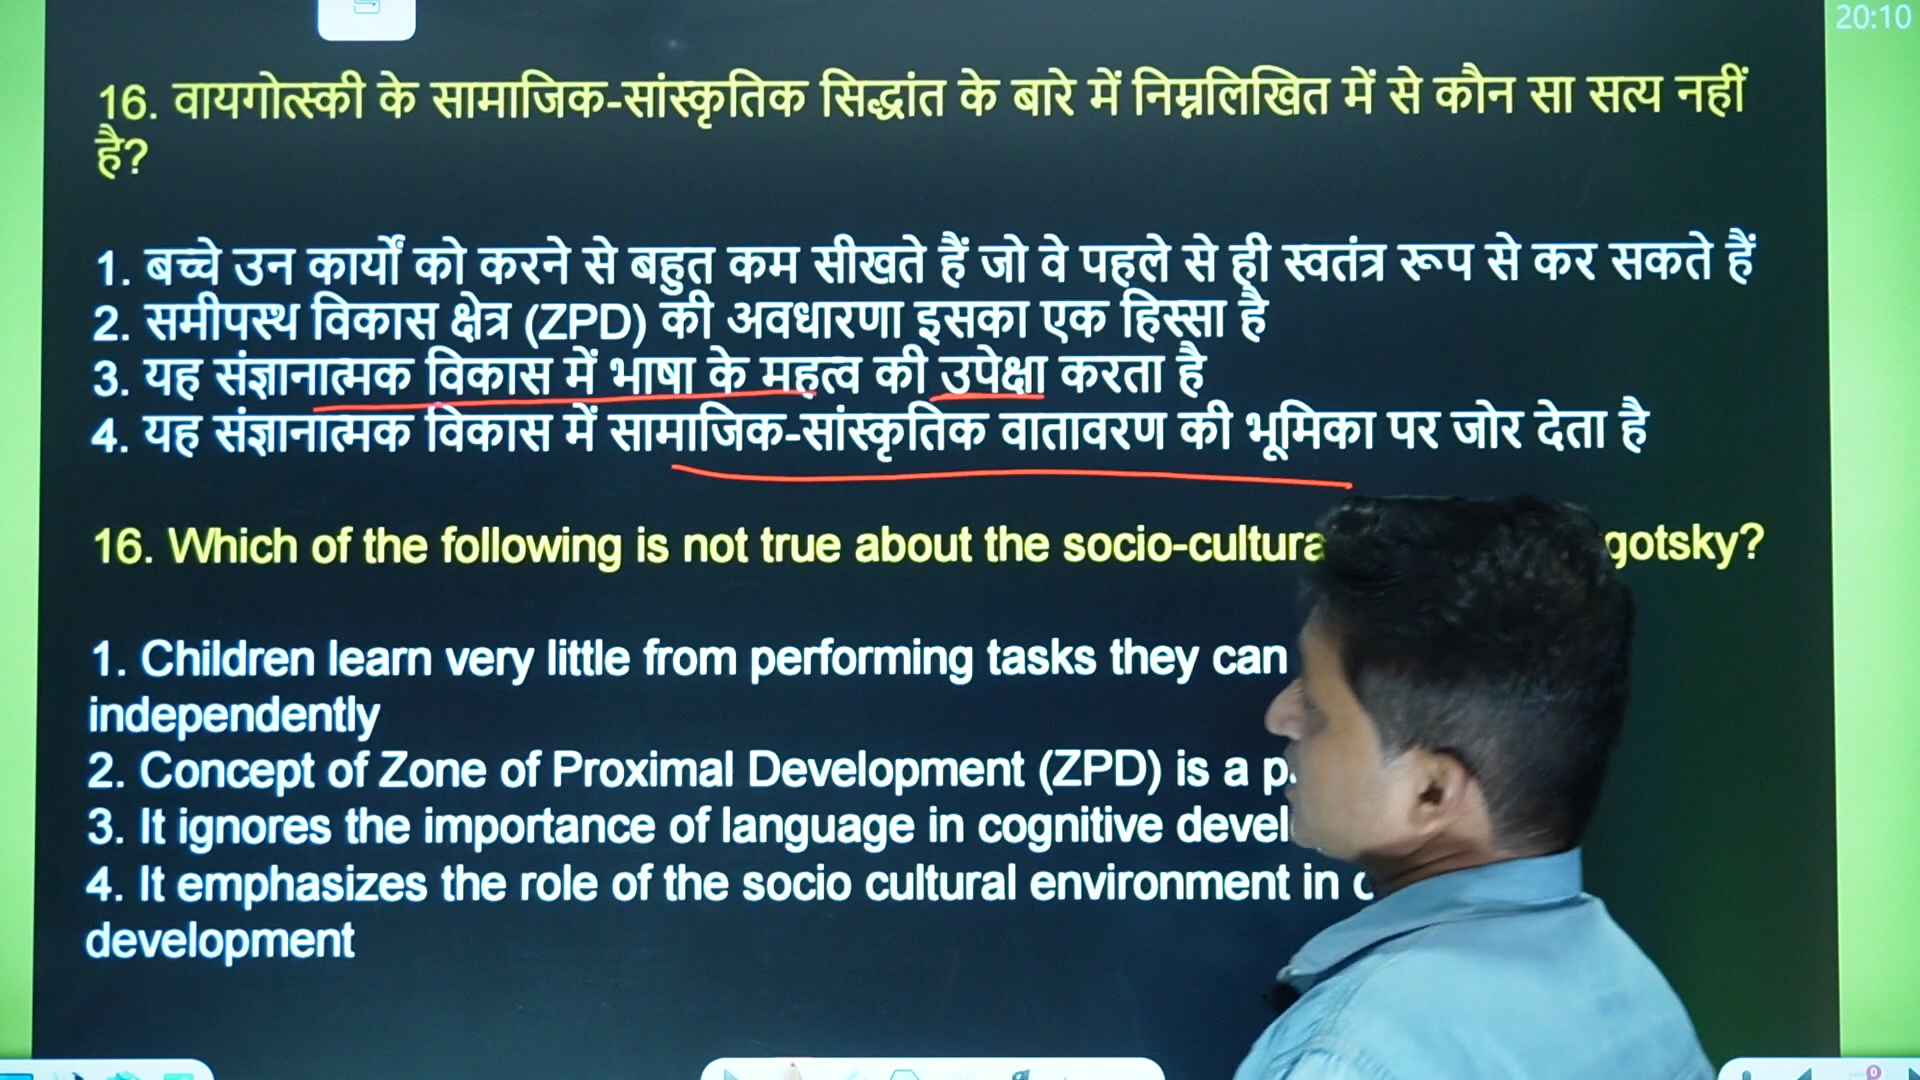 20:10
16. वायगोत्स्की के सामाजिक-सांस्कृतिक सिद्धांत के बारे में निम्नलिखित में से कौन सा सत्य नहीं
है?
1. बच्चे उन कार्यों को करने से बहुत कम सीखते हैं जो वे पहले से ही स्वतंत्र रूप से कर सकते हैं
2. समीपस्थ विकास क्षेत्र (ZPD) की अवधारणा इसका एक हिस्सा है
3. यह संज्ञानात्मक विकास में भाषा के महत्व की उपेक्षा करता है
4. यह संज्ञानात्मक विकास में सामाजिक-सांस्कृतिक वातावरण की भूमिका पर जोर देता है
16. Which of the following is not true about the socio-cultura gotsky?
1. Children learn very little from performing tasks they can
independently
2. Concept of Zone of Proximal Development (ZPD) is a
3. It ignores the importance of language in cognitive devel
4. It emphasizes the role of the socio cultural environment in
development